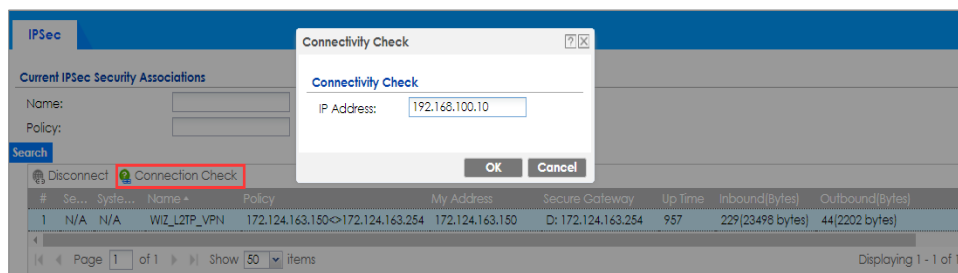 IPSec
Connectivity Check
Connectivity Check
IP Address: 192.168.100.10
OK Cancel
Current IPSec Security Associations
Name:
Policy:
Search
Disconnect Connection Check
# Se... Syste... Name Policy My Address Secure Gateway Up Time Inbound(Bytes) Outbound(Bytes)
1 N/A N/A WIZ_L2TP_VPN 172.124.163.150<>172.124.163.254 172.124.163.150 D: 172.124.163.254 957 229(23498 bytes) 44(2202 bytes)
Page 1 of 1 Show 50 items Displaying 1 - 1 of 1